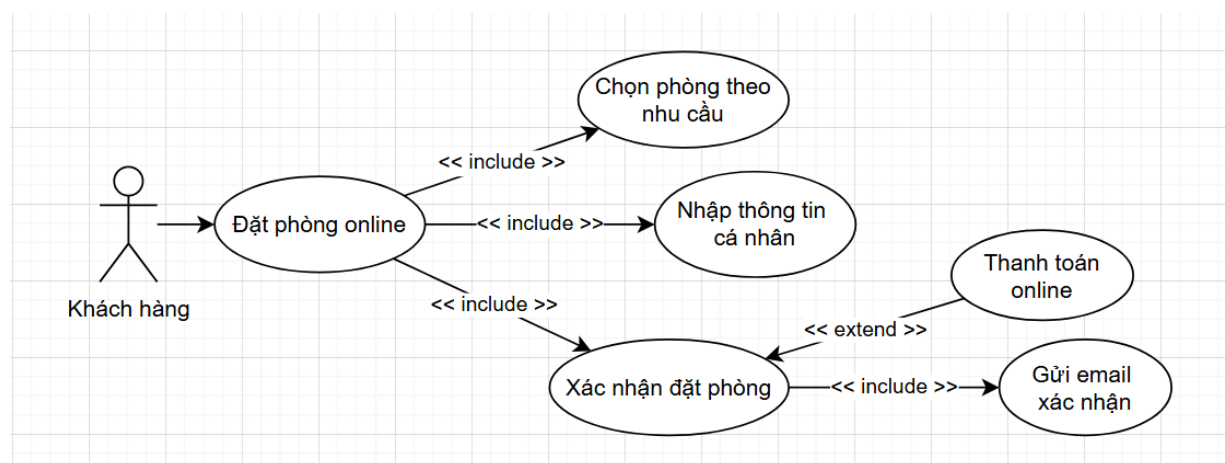 Chọn phòng theo
nhu cầu
<< include >>
Đặt phòng online
<< include >>
Nhập thông tin
cá nhân
Khách hàng
<< include >>
Thanh toán
online
<< extend >>
Xác nhận đặt phòng
<< include >>
Gửi email
xác nhận